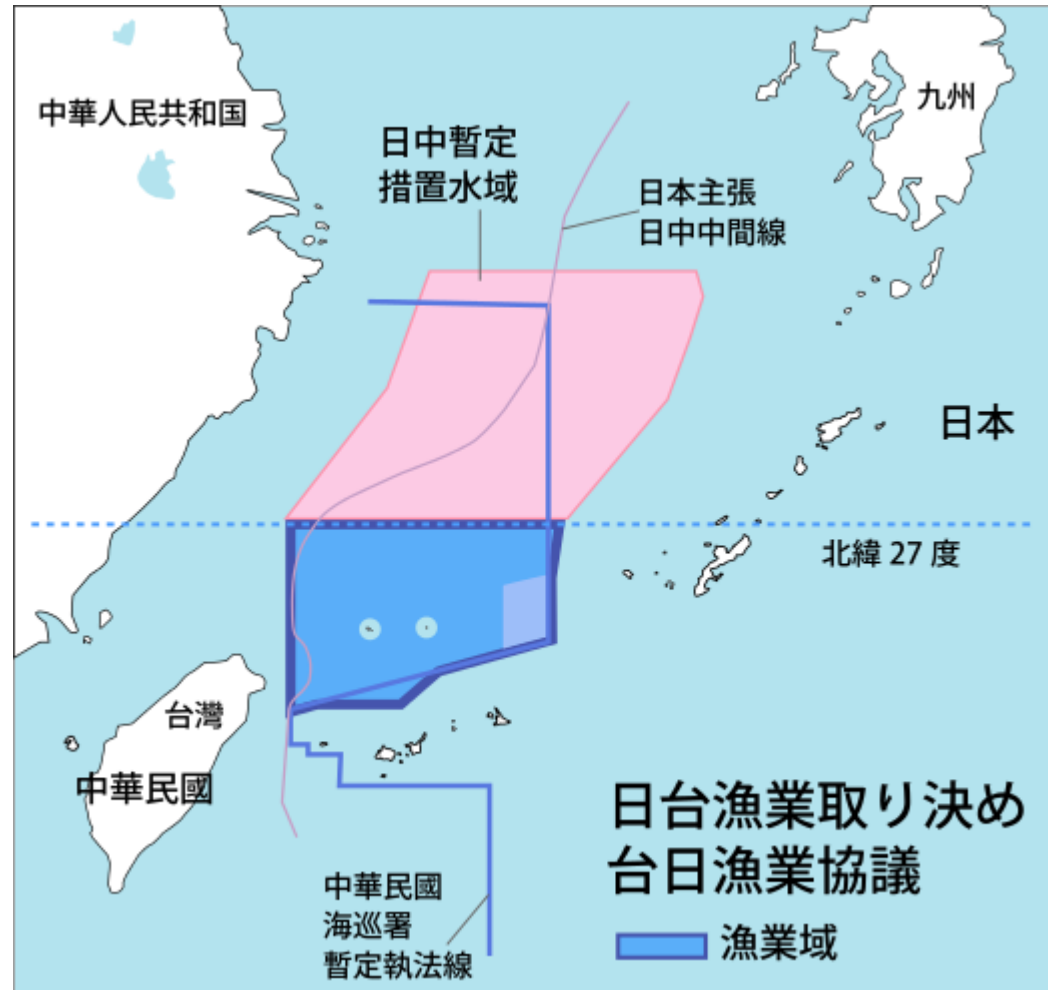 中華人民共和国
九州
日中暫定
措置水域
日本主張
日中中間線
日本
北緯 27 度
台灣
中華民國
日台漁業取り決め
台日漁業協議
漁業域
中華民國
海巡署
暫定執法線